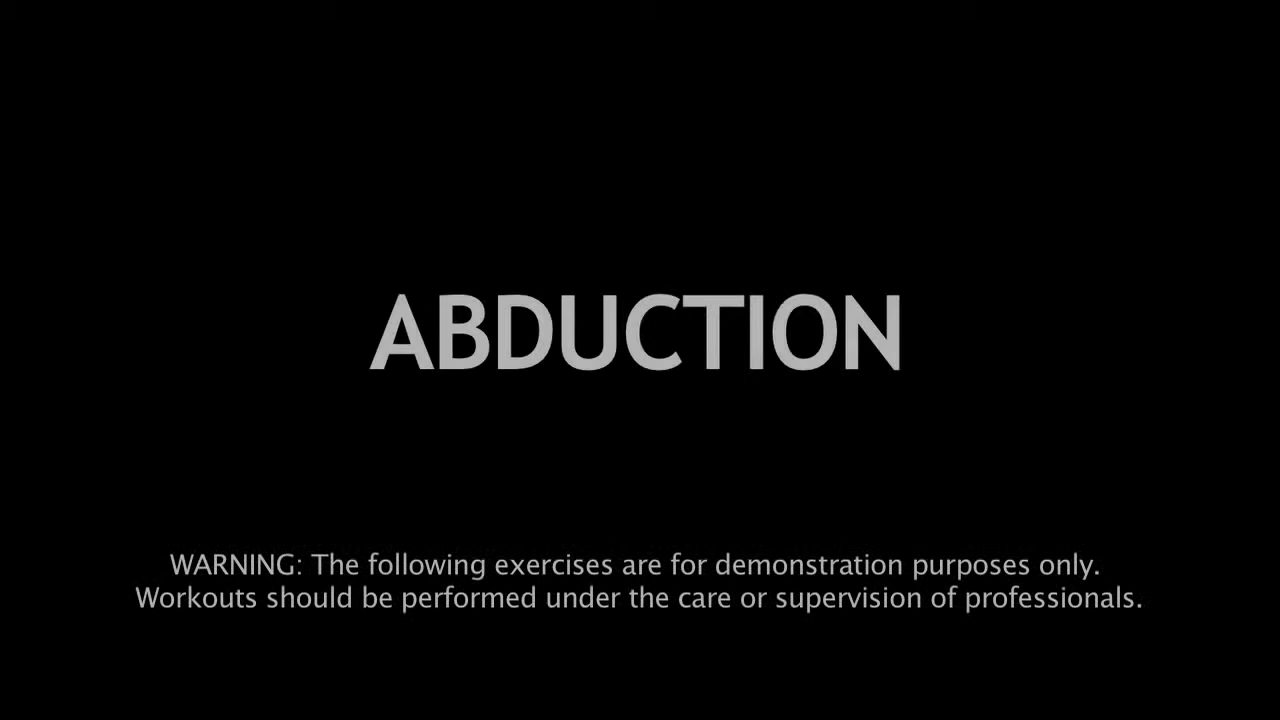 ABDUCTION
WARNING: The following exercises are for demonstration purposes only.
Workouts should be performed under the care or supervision of professionals.